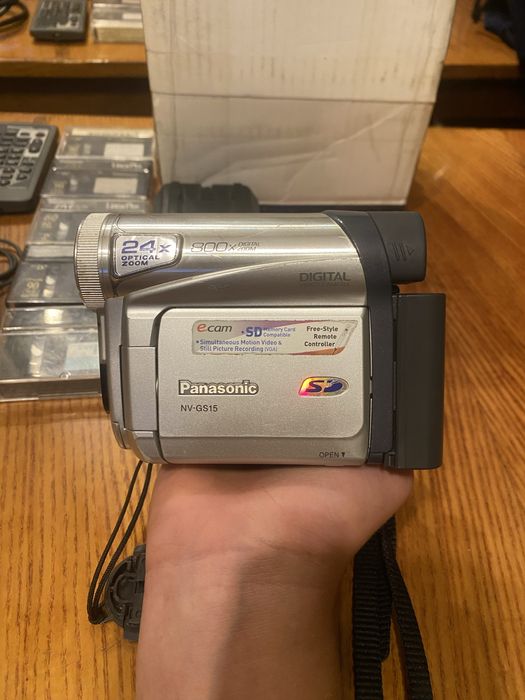 24x
OPTICAL
ZOOM
800x DIGITAL
ZOOM
DIGITAL
e.cam
•SD Memory Card
Compatible
•Simultaneous Motion Video &
Still Picture Recording (VGA)
Free-Style
Remote
Controller
Panasonic
SD
NV-GS15
OPEN▼
90